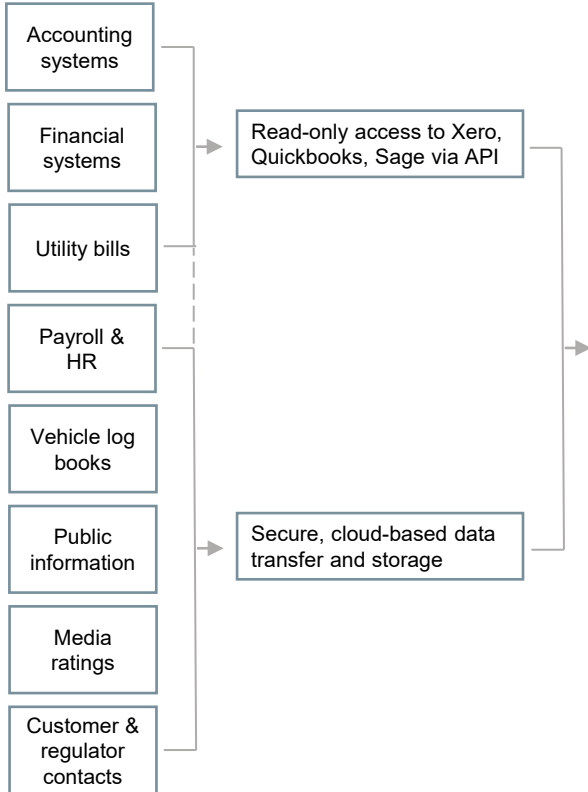 Accounting
systems
Financial
systems
Utility bills
Payroll &
HR
Vehicle log
books
Public
information
Media
ratings
Customer &
regulator
contacts
Read-only access to Xero,
Quickbooks, Sage via API
Secure, cloud-based data
transfer and storage